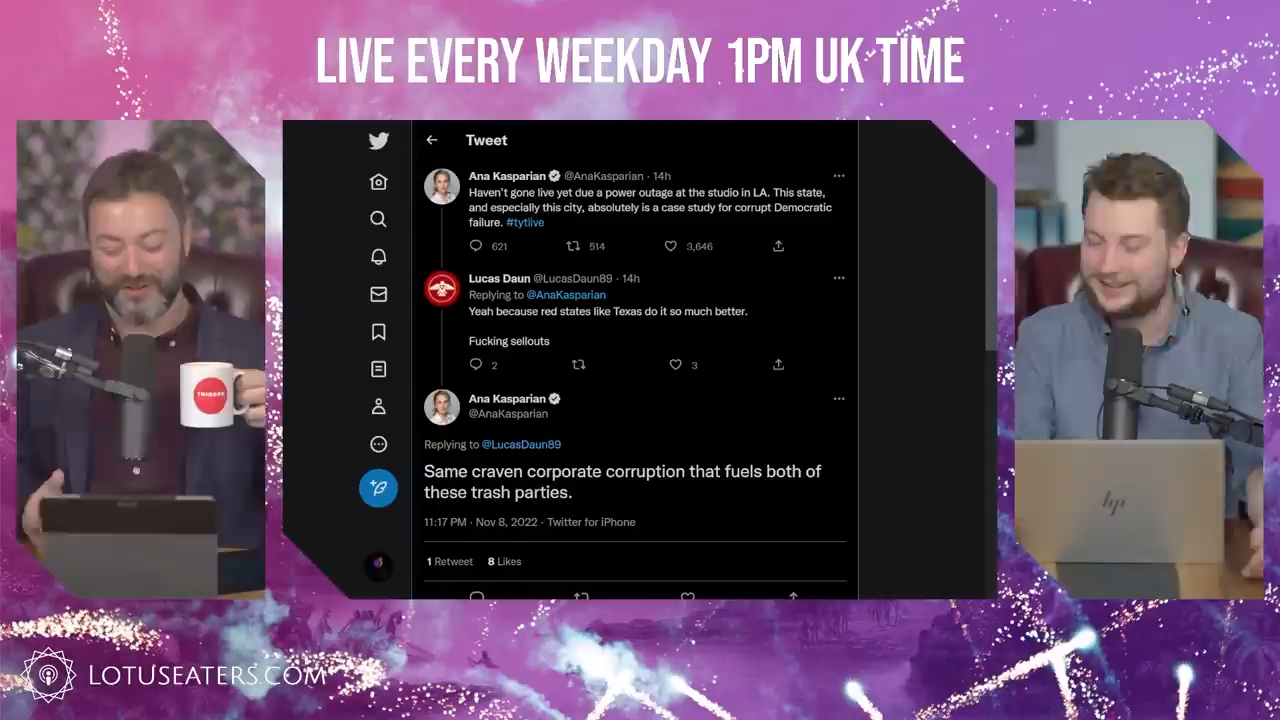 LIVE EVERY WEEKDAY 1PM UK TIME
Tweet
Ana Kasparian @AnaKasparian · 14h
Haven't gone live yet due a power outage at the studio in LA. This state,
and especially this city, absolutely is a case study for corrupt Democratic
failure. #tytlive
621 514 3,646
Lucas Daun @LucasDaun89 · 14h
Replying to @AnaKasparian
Yeah because red states like Texas do it so much better.
Fucking sellouts
2 3
Ana Kasparian
@AnaKasparian
Replying to @LucasDaun89
Same craven corporate corruption that fuels both of
these trash parties.
11:17 PM · Nov 8, 2022 · Twitter for iPhone
1 Retweet 8 Likes
TRIGGER
hp
LOTUSEATERS.COM